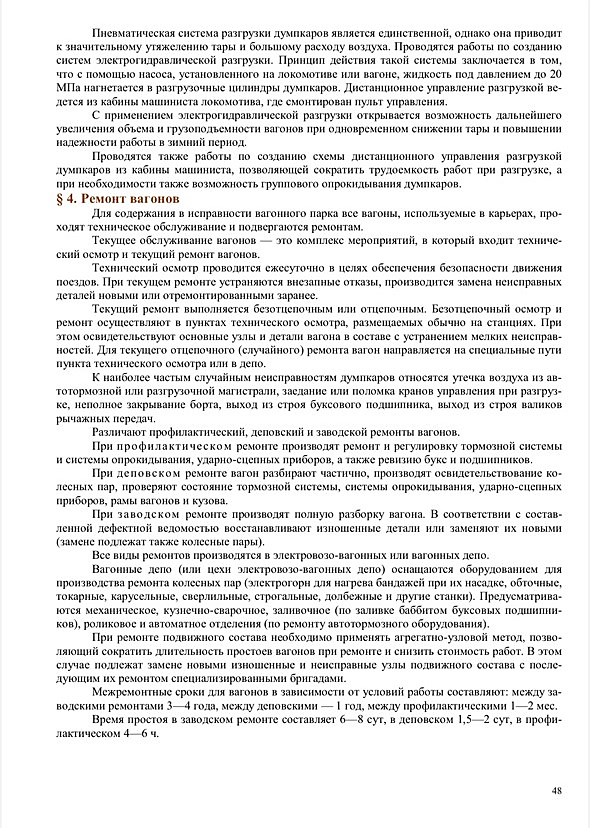 Пневматическая система разгрузки думпкаров является единственной, однако она приводит
к значительному утяжелению тары и большому расходу воздуха. Проводятся работы по созданию
систем электрогидравлической разгрузки. Принцип действия такой системы заключается в том,
что с помощью насоса, установленного на локомотиве или вагоне, жидкость под давлением до 20
МПа нагнетается в разгрузочные цилиндры думпкаров. Дистанционное управление разгрузкой ве-
дется из кабины машиниста локомотива, где смонтирован пульт управления.
С применением электрогидравлической разгрузки открывается возможность дальнейшего
увеличения объема и грузоподъемности вагонов при одновременном снижении тары и повышении
надежности работы в зимний период.
Проводятся также работы по созданию схемы дистанционного управления разгрузкой
думпкаров из кабины машиниста, позволяющей сократить трудоемкость работ при разгрузке, а
при необходимости также возможность группового опрокидывания думпкаров.
§ 4. Ремонт вагонов
Для содержания в исправности вагонного парка все вагоны, используемые в карьерах, про-
ходят техническое обслуживание и подвергаются ремонтам.
Текущее обслуживание вагонов — это комплекс мероприятий, в который входит техниче-
ский осмотр и текущий ремонт вагонов.
Технический осмотр проводится ежесуточно в целях обеспечения безопасности движения
поездов. При текущем ремонте устраняются внезапные отказы, производится замена неисправных
деталей новыми или отремонтированными заранее.
Текущий ремонт выполняется безотцепочным или отцепочным. Безотцепочный осмотр и
ремонт осуществляют в пунктах технического осмотра, размещаемых обычно на станциях. При
этом освидетельствуют основные узлы и детали вагона в составе с устранением мелких неисправ-
ностей. Для текущего отцепочного (случайного) ремонта вагон направляется на специальные пути
пункта технического осмотра или в депо.
К наиболее частым случайным неисправностям думпкаров относятся утечка воздуха из ав-
тотормозной или разгрузочной магистрали, заедание или поломка кранов управления при разгруз-
ке, неполное закрывание борта, выход из строя буксового подшипника, выход из строя валиков
рычажных передач.
Различают профилактический, деповский и заводской ремонты вагонов.
При профилактическом ремонте производят ремонт и регулировку тормозной системы
и системы опрокидывания, ударно-сцепных приборов, а также ревизию букс и подшипников.
При деповском ремонте вагон разбирают частично, производят освидетельствование ко-
лесных пар, проверяют состояние тормозной системы, системы опрокидывания, ударно-сцепных
приборов, рамы вагонов и кузова.
При заводском ремонте производят полную разборку вагона. В соответствии с состав-
ленной дефектной ведомостью восстанавливают изношенные детали или заменяют их новыми
(замене подлежат также колесные пары).
Все виды ремонтов производятся в электровозо-вагонных или вагонных депо.
Вагонные депо (или цехи электровозо-вагонных депо) оснащаются оборудованием для
производства ремонта колесных пар (электрогорн для нагрева бандажей при их насадке, обточные,
токарные, карусельные, сверлильные, строгальные, долбежные и другие станки). Предусматрива-
ются механическое, кузнечно-сварочное, заливочное (по заливке баббитом буксовых подшипни-
ков), роликовое и автоматное отделения (по ремонту автотормозного оборудования).
При ремонте подвижного состава необходимо применять агрегатно-узловой метод, позво-
ляющий сократить длительность простоев вагонов при ремонте и снизить стоимость работ. В этом
случае подлежат замене новыми изношенные и неисправные узлы подвижного состава с после-
дующим их ремонтом специализированными бригадами.
Межремонтные сроки для вагонов в зависимости от условий работы составляют: между за-
водскими ремонтами 3—4 года, между деповскими — 1 год, между профилактическими 1—2 мес.
Время простоя в заводском ремонте составляет 6—8 сут, в деповском 1,5—2 сут, в профи-
лактическом 4—6 ч.
48